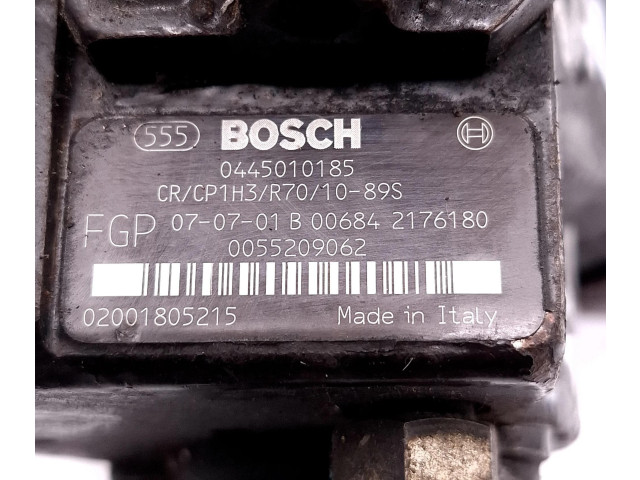 555 BOSCH
0445010185
CR/CP1H3/R70/10-89S
FGP 07-07-01 B 00684 2176180
0055209062
02001805215 Made in Italy